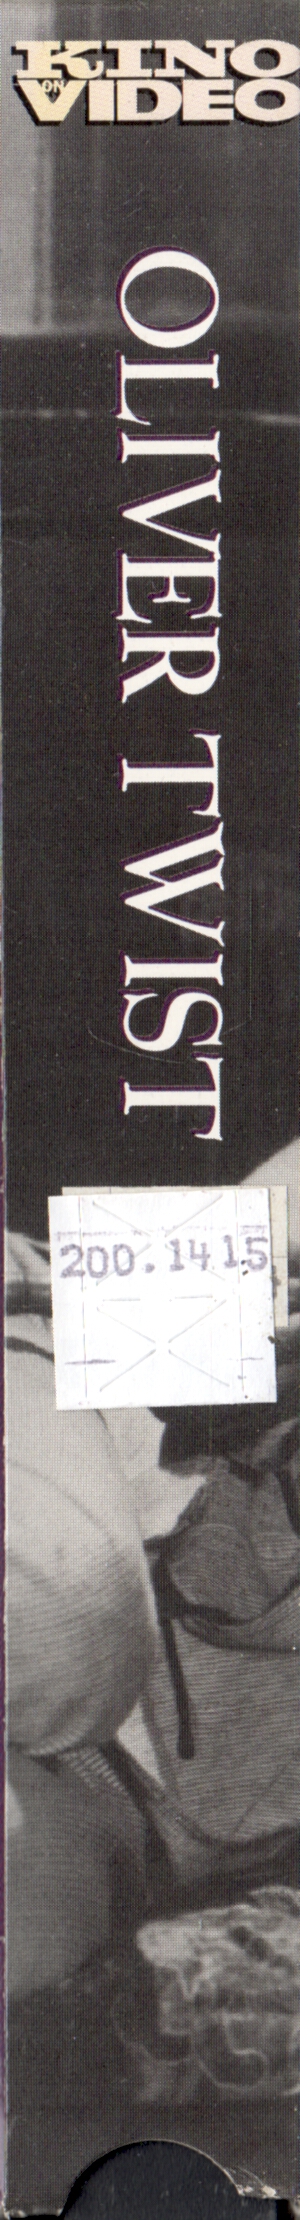 KINO
ON
VIDEO
OLIVER TWIST
200.1415